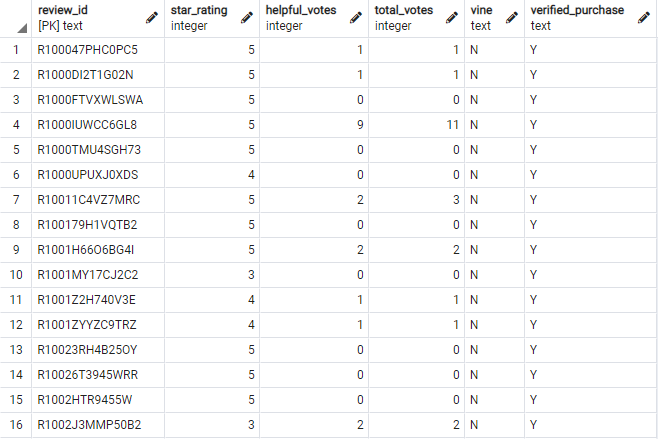 review_id star_rating helpful_votes total_votes vine verified_purchase
[PK] text integer integer integer text text
1 R100047PHC0PC5 5 1 1 N Y
2 R1000DI2T1G02N 5 1 1 N Y
3 R1000FTVXWLSWA 5 0 0 N Y
4 R1000IUWCC6GL8 5 9 11 N Y
5 R1000TMU4SGH73 5 0 0 N Y
6 R1000UPUXJ0XDS 4 0 0 N Y
7 R10011C4VZ7MRC 5 2 3 N Y
8 R100179H1VQTB2 5 0 0 N Y
9 R1001H66O6BG4I 5 2 2 N Y
10 R1001MY17CJ2C2 3 0 0 N Y
11 R1001Z2H740V3E 4 1 1 N Y
12 R1001ZYYZC9TRZ 4 1 1 N Y
13 R10023RH4B25OY 5 0 0 N Y
14 R10026T3945WRR 5 0 0 N Y
15 R1002HTR9455W 5 0 0 N Y
16 R1002J3MMP50B2 3 2 2 N Y